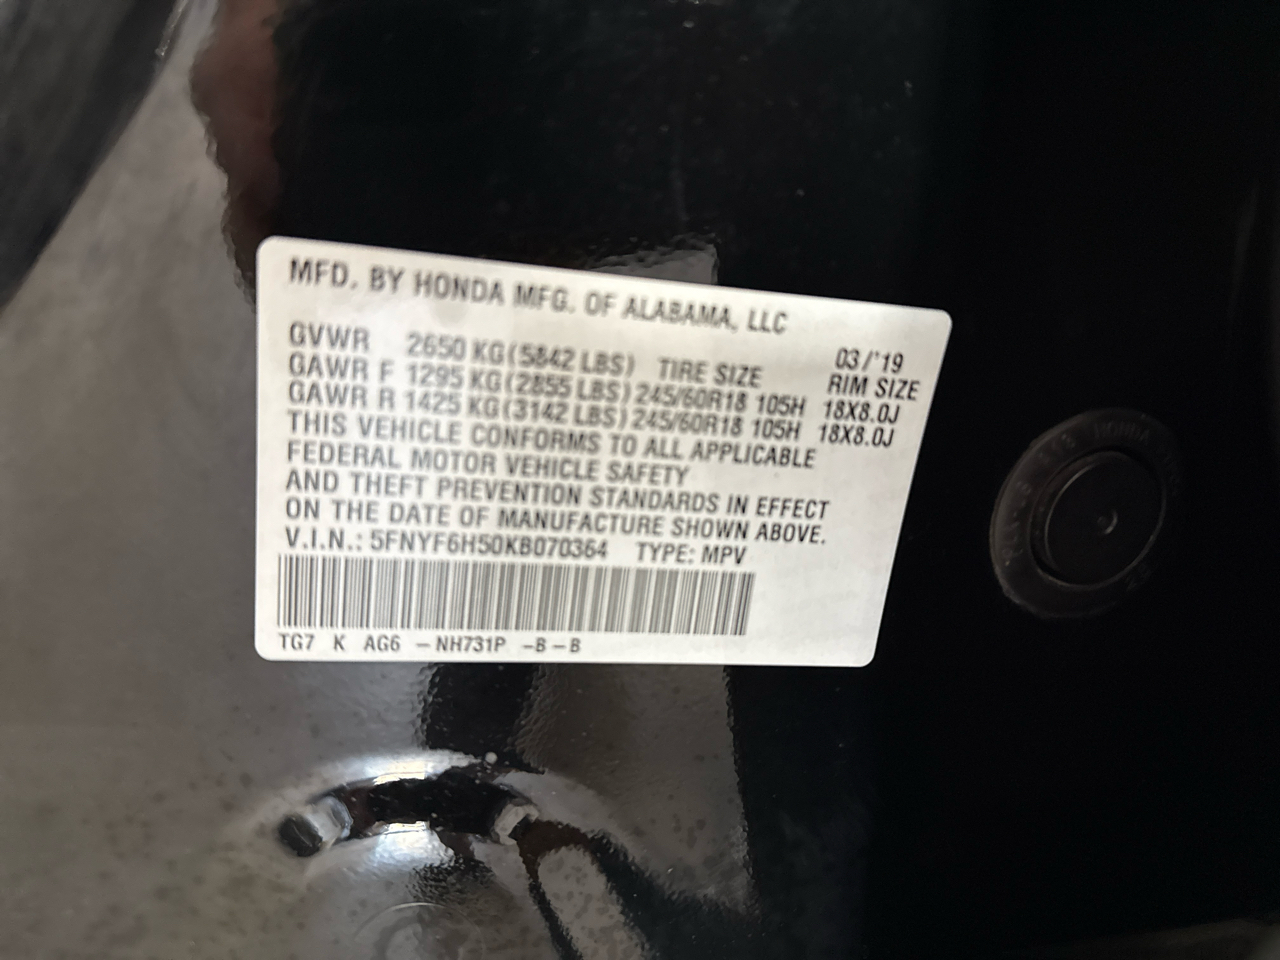 MFD. BY HONDA MFG. OF ALABAMA, LLC
03/'19
GVWR 2650 KG(5842 LBS) TIRE SIZE RIM SIZE
GAWR F 1295 KG(2855 LBS) 245/60R18 105H 18X8.0J
GAWR R 1425 KG(3142 LBS) 245/60R18 105H 18X8.0J
THIS VEHICLE CONFORMS TO ALL APPLICABLE
FEDERAL MOTOR VEHICLE SAFETY
AND THEFT PREVENTION STANDARDS IN EFFECT
ON THE DATE OF MANUFACTURE SHOWN ABOVE.
V.I.N.: 5FNYF6H50KB070364 TYPE: MPV
TG7 K AG6 -NH731P -B-B
HONDA